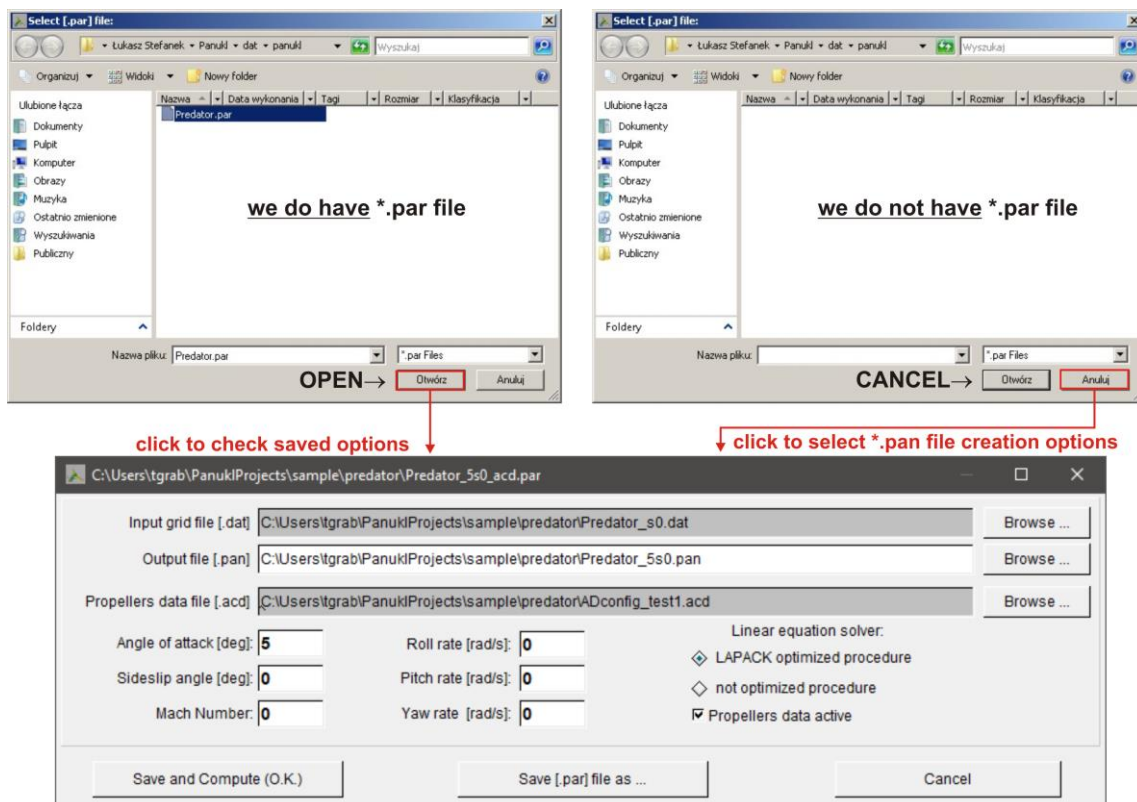 Select [.par] file:
Łukasz Stefanek Panukl dat panukl Wyszukaj
Organizuj Widoki Nowy folder
Ulubione łącza
Dokumenty
Pulpit
Komputer
Obrazy
Muzyka
Ostatnio zmienione
Wyszukiwania
Publiczny
Foldery
Nazwa Data wykonania Tagi Rozmiar Klasyfikacja
Predator.par
we do have *.par file
Nazwa pliku: Predator.par *.par Files
OPEN→ Otwórz Anuluj
Select [.par] file:
Łukasz Stefanek Panukl dat panukl Wyszukaj
Organizuj Widoki Nowy folder
Ulubione łącza
Dokumenty
Pulpit
Komputer
Obrazy
Muzyka
Ostatnio zmienione
Wyszukiwania
Publiczny
Foldery
Nazwa Data wykonania Tagi Rozmiar Klasyfikacja
we do not have *.par file
Nazwa pliku: *.par Files
CANCEL→ Otwórz Anuluj
click to check saved options
click to select *.pan file creation options
C:\Users\tgrab\PanuklProjects\sample\predator\Predator_5s0_acd.par
Input grid file [.dat] C:\Users\tgrab\PanuklProjects\sample\predator\Predator_s0.dat Browse ...
Output file [.pan] C:\Users\tgrab\PanuklProjects\sample\predator\Predator_5s0.pan Browse ...
Propellers data file [.acd] C:\Users\tgrab\PanuklProjects\sample\predator\ADconfig_test1.acd Browse ...
Angle of attack [deg]: 5 Roll rate [rad/s]: 0 Linear equation solver:
LAPACK optimized procedure
Sideslip angle [deg]: 0 Pitch rate [rad/s]: 0 not optimized procedure
Mach Number: 0 Yaw rate [rad/s]: 0 Propellers data active
Save and Compute (O.K.) Save [.par] file as ... Cancel